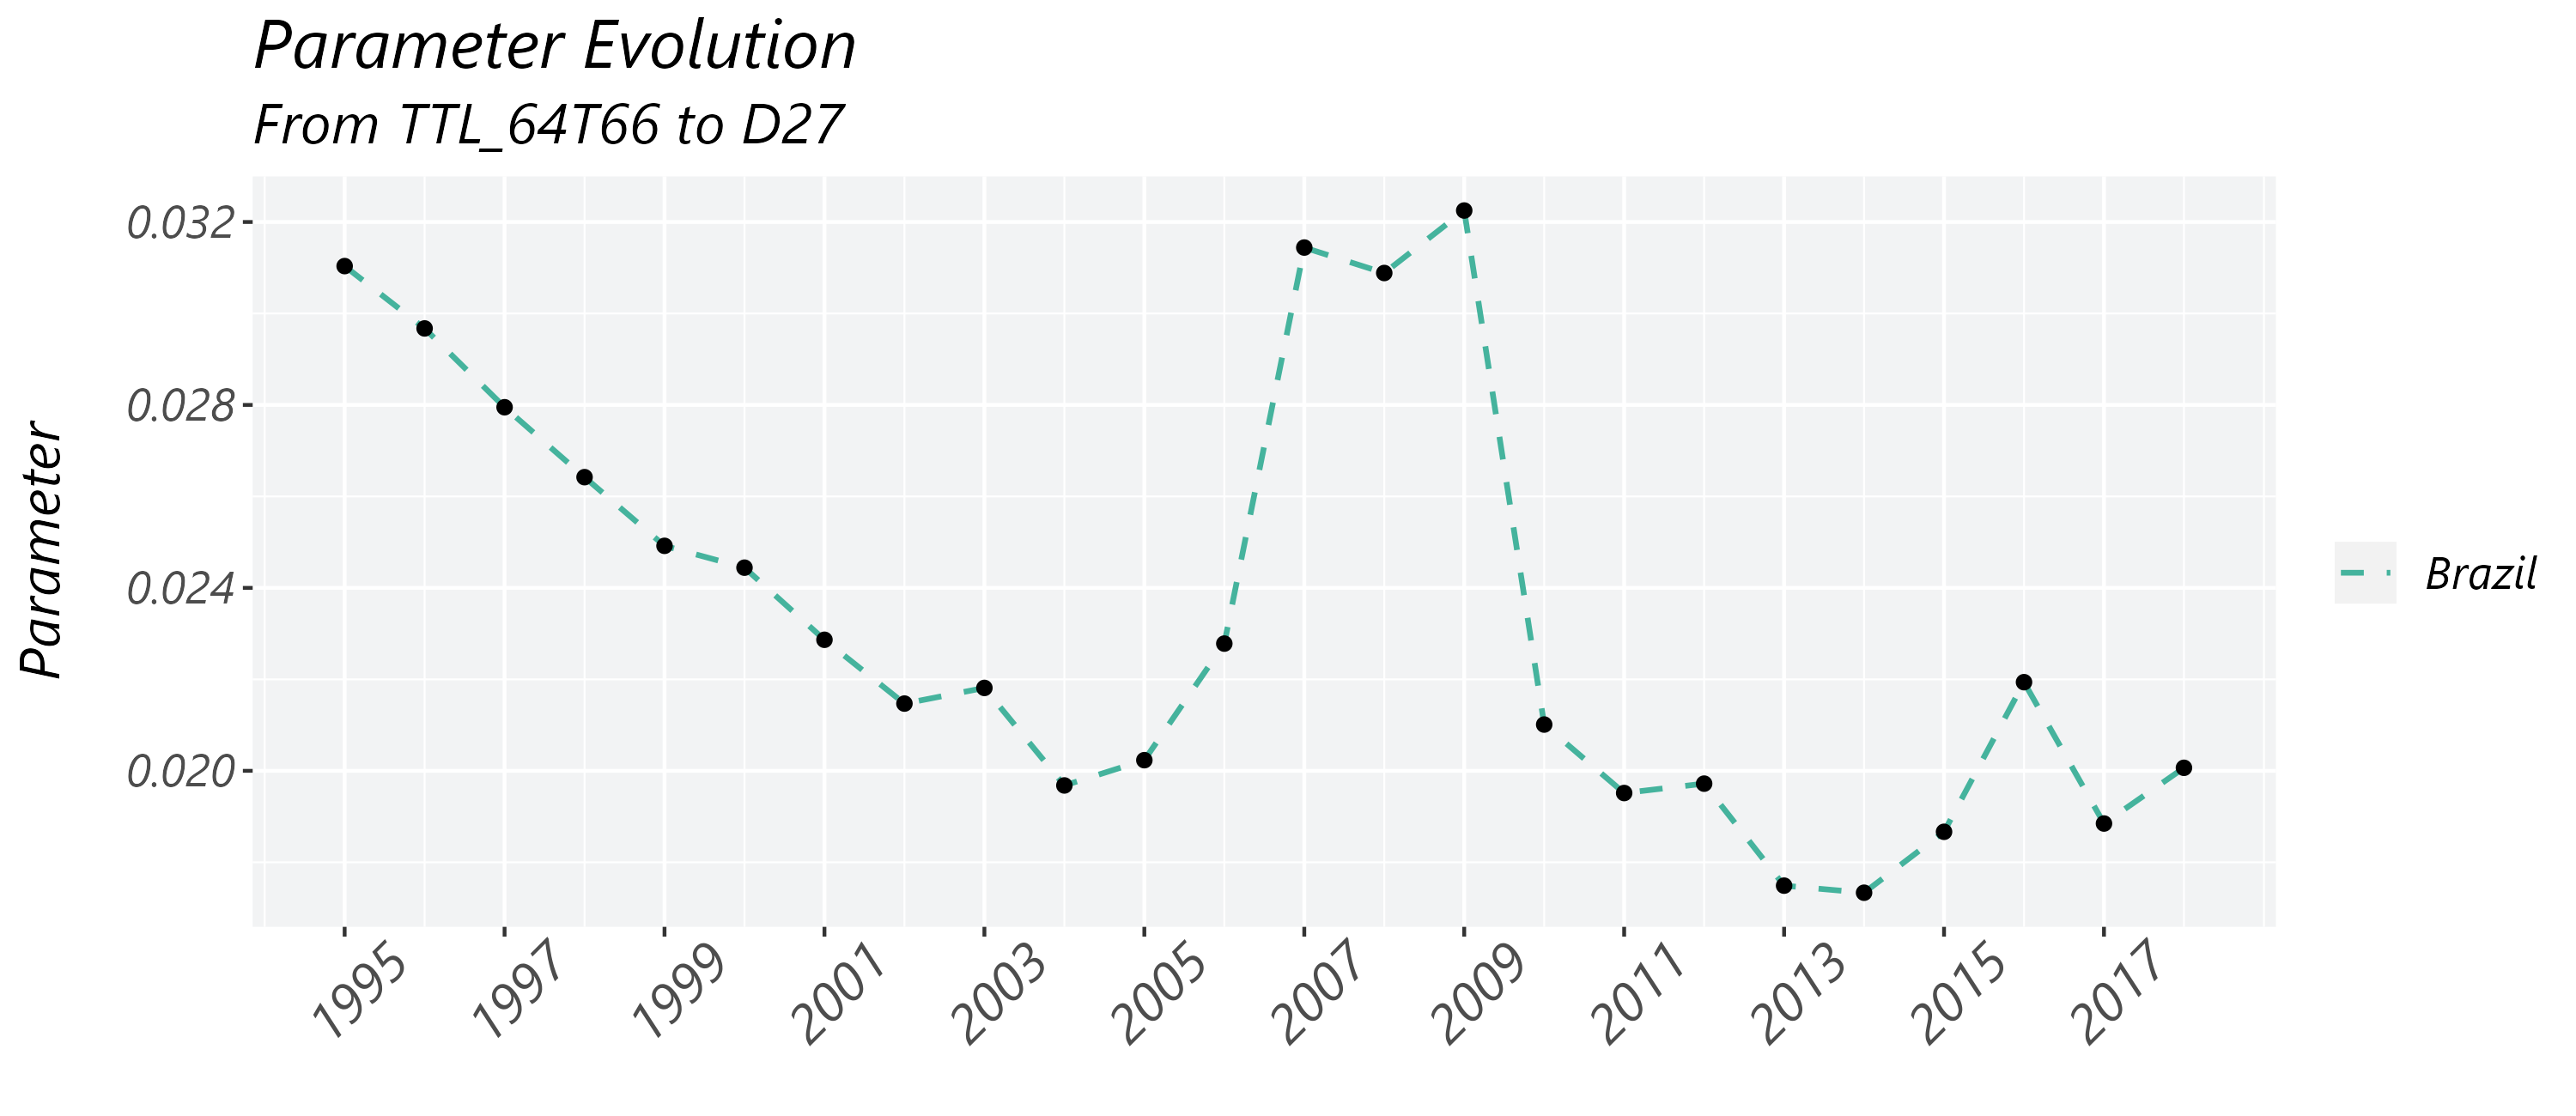 Parameter Evolution
From TTL_64T66 to D27
Parameter
0.032
0.028
0.024
0.020
1995 1997 1999 2001 2003 2005 2007 2009 2011 2013 2015 2017
Brazil